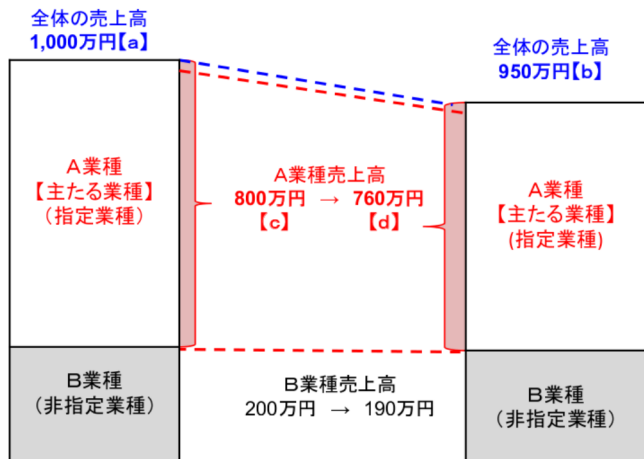 全体の売上高
1,000万円【a】
全体の売上高
950万円【b】
A業種
【主たる業種】
（指定業種）
A業種売上高
800万円 → 760万円
【c】 【d】
A業種
【主たる業種】
(指定業種)
B業種
（非指定業種）
B業種売上高
200万円 → 190万円
B業種
（非指定業種）